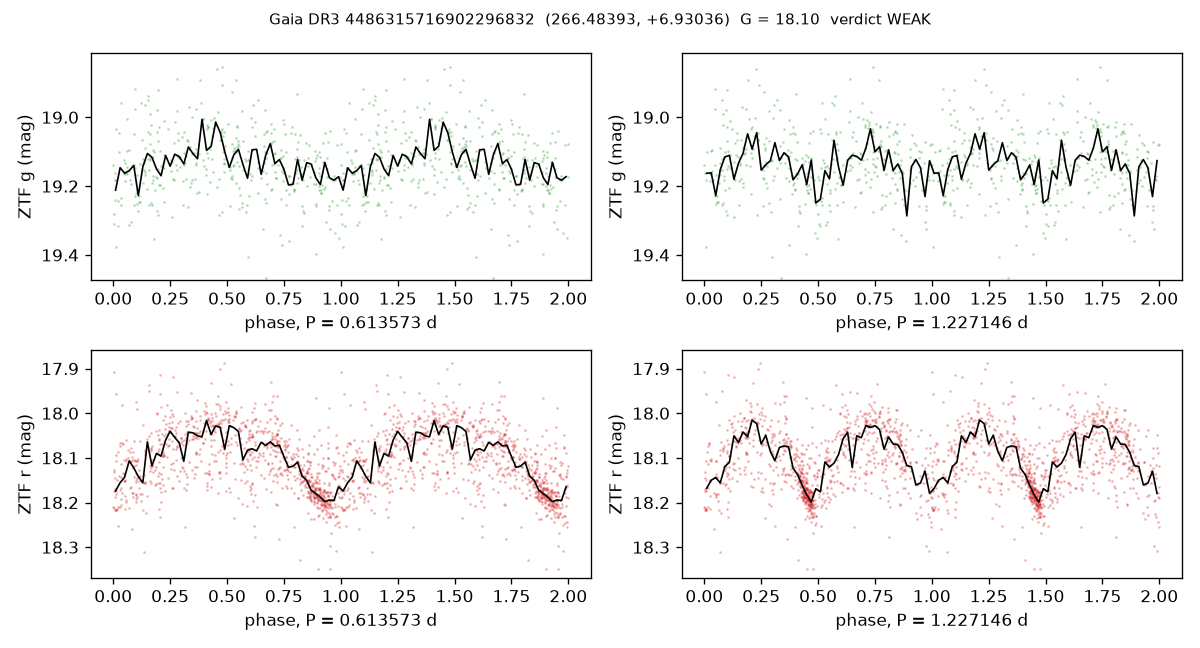 Gaia DR3 4486315716902296832  (266.48393, +6.93036)  G = 18.10  verdict WEAK
ZTF g (mag)
19.0
19.2
19.4
0.00 0.25 0.50 0.75 1.00 1.25 1.50 1.75 2.00
phase, P = 0.613573 d
ZTF g (mag)
19.0
19.2
19.4
0.00 0.25 0.50 0.75 1.00 1.25 1.50 1.75 2.00
phase, P = 1.227146 d
ZTF r (mag)
17.9
18.0
18.1
18.2
18.3
0.00 0.25 0.50 0.75 1.00 1.25 1.50 1.75 2.00
phase, P = 0.613573 d
ZTF r (mag)
17.9
18.0
18.1
18.2
18.3
0.00 0.25 0.50 0.75 1.00 1.25 1.50 1.75 2.00
phase, P = 1.227146 d